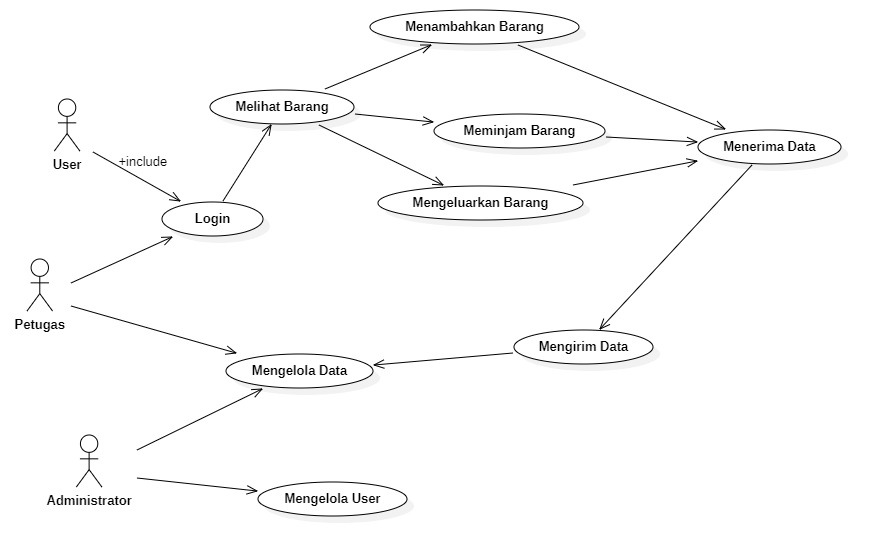 Menambahkan Barang
Melihat Barang
Meminjam Barang
Menerima Data
User
+include
Mengeluarkan Barang
Login
Petugas
Mengirim Data
Mengelola Data
Administrator
Mengelola User